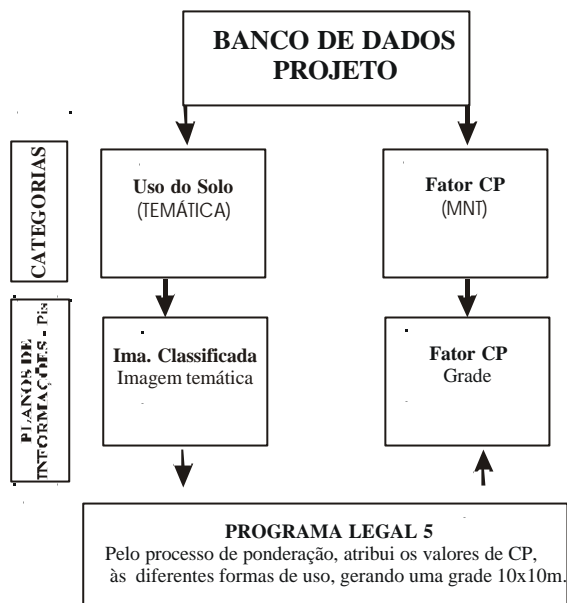 BANCO DE DADOS
PROJETO
CATEGORIAS
Uso do Solo
(TEMÁTICA)
Fator CP
(MNT)
PLANOS DE
INFORMAÇÕES - Pis
Ima. Classificada
Imagem temática
Fator CP
Grade
PROGRAMA LEGAL 5
Pelo processo de ponderação, atribui os valores de CP,
às diferentes formas de uso, gerando uma grade 10x10m.